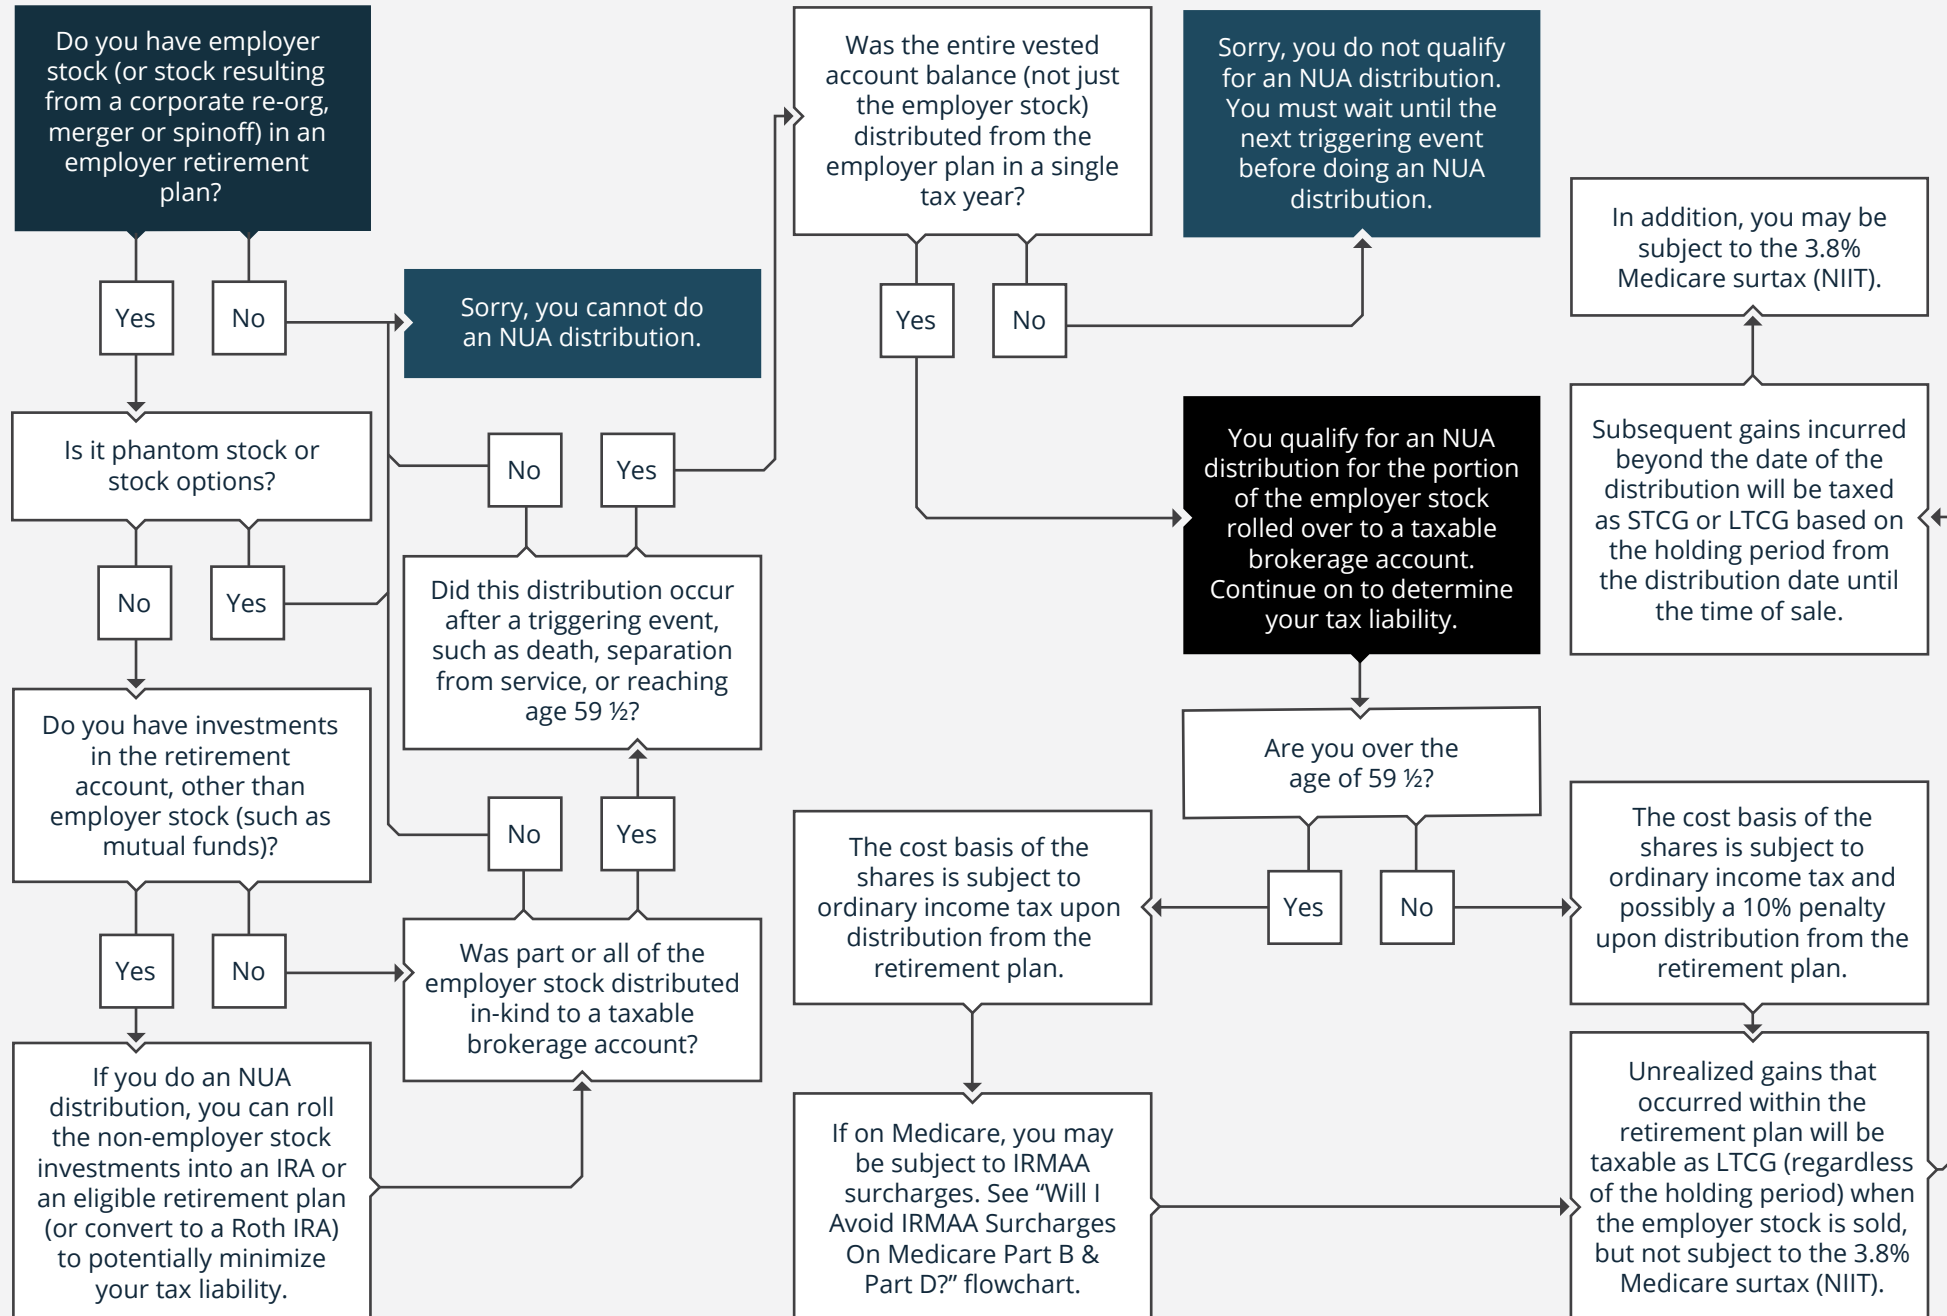 Do you have employer
stock (or stock resulting
from a corporate re-org,
merger or spinoff) in an
employer retirement
plan?
Yes
No
Sorry, you cannot do
an NUA distribution.
Is it phantom stock or
stock options?
No
Yes
Do you have investments
in the retirement
account, other than
employer stock (such as
mutual funds)?
Yes
No
If you do an NUA
distribution, you can roll
the non-employer stock
investments into an IRA or
an eligible retirement plan
(or convert to a Roth IRA)
to potentially minimize
your tax liability.
Was part or all of the
employer stock distributed
in-kind to a taxable
brokerage account?
No
Yes
Did this distribution occur
after a triggering event,
such as death, separation
from service, or reaching
age 59 ½?
No
Yes
Was the entire vested
account balance (not just
the employer stock)
distributed from the
employer plan in a single
tax year?
Yes
No
Sorry, you do not qualify
for an NUA distribution.
You must wait until the
next triggering event
before doing an NUA
distribution.
You qualify for an NUA
distribution for the portion
of the employer stock
rolled over to a taxable
brokerage account.
Continue on to determine
your tax liability.
Are you over the
age of 59 ½?
Yes
No
The cost basis of the
shares is subject to
ordinary income tax upon
distribution from the
retirement plan.
If on Medicare, you may
be subject to IRMAA
surcharges. See “Will I
Avoid IRMAA Surcharges
On Medicare Part B &
Part D?” flowchart.
The cost basis of the
shares is subject to
ordinary income tax and
possibly a 10% penalty
upon distribution from the
retirement plan.
Unrealized gains that
occurred within the
retirement plan will be
taxable as LTCG (regardless
of the holding period) when
the employer stock is sold,
but not subject to the 3.8%
Medicare surtax (NIIT).
Subsequent gains incurred
beyond the date of the
distribution will be taxed
as STCG or LTCG based on
the holding period from
the distribution date until
the time of sale.
In addition, you may be
subject to the 3.8%
Medicare surtax (NIIT).